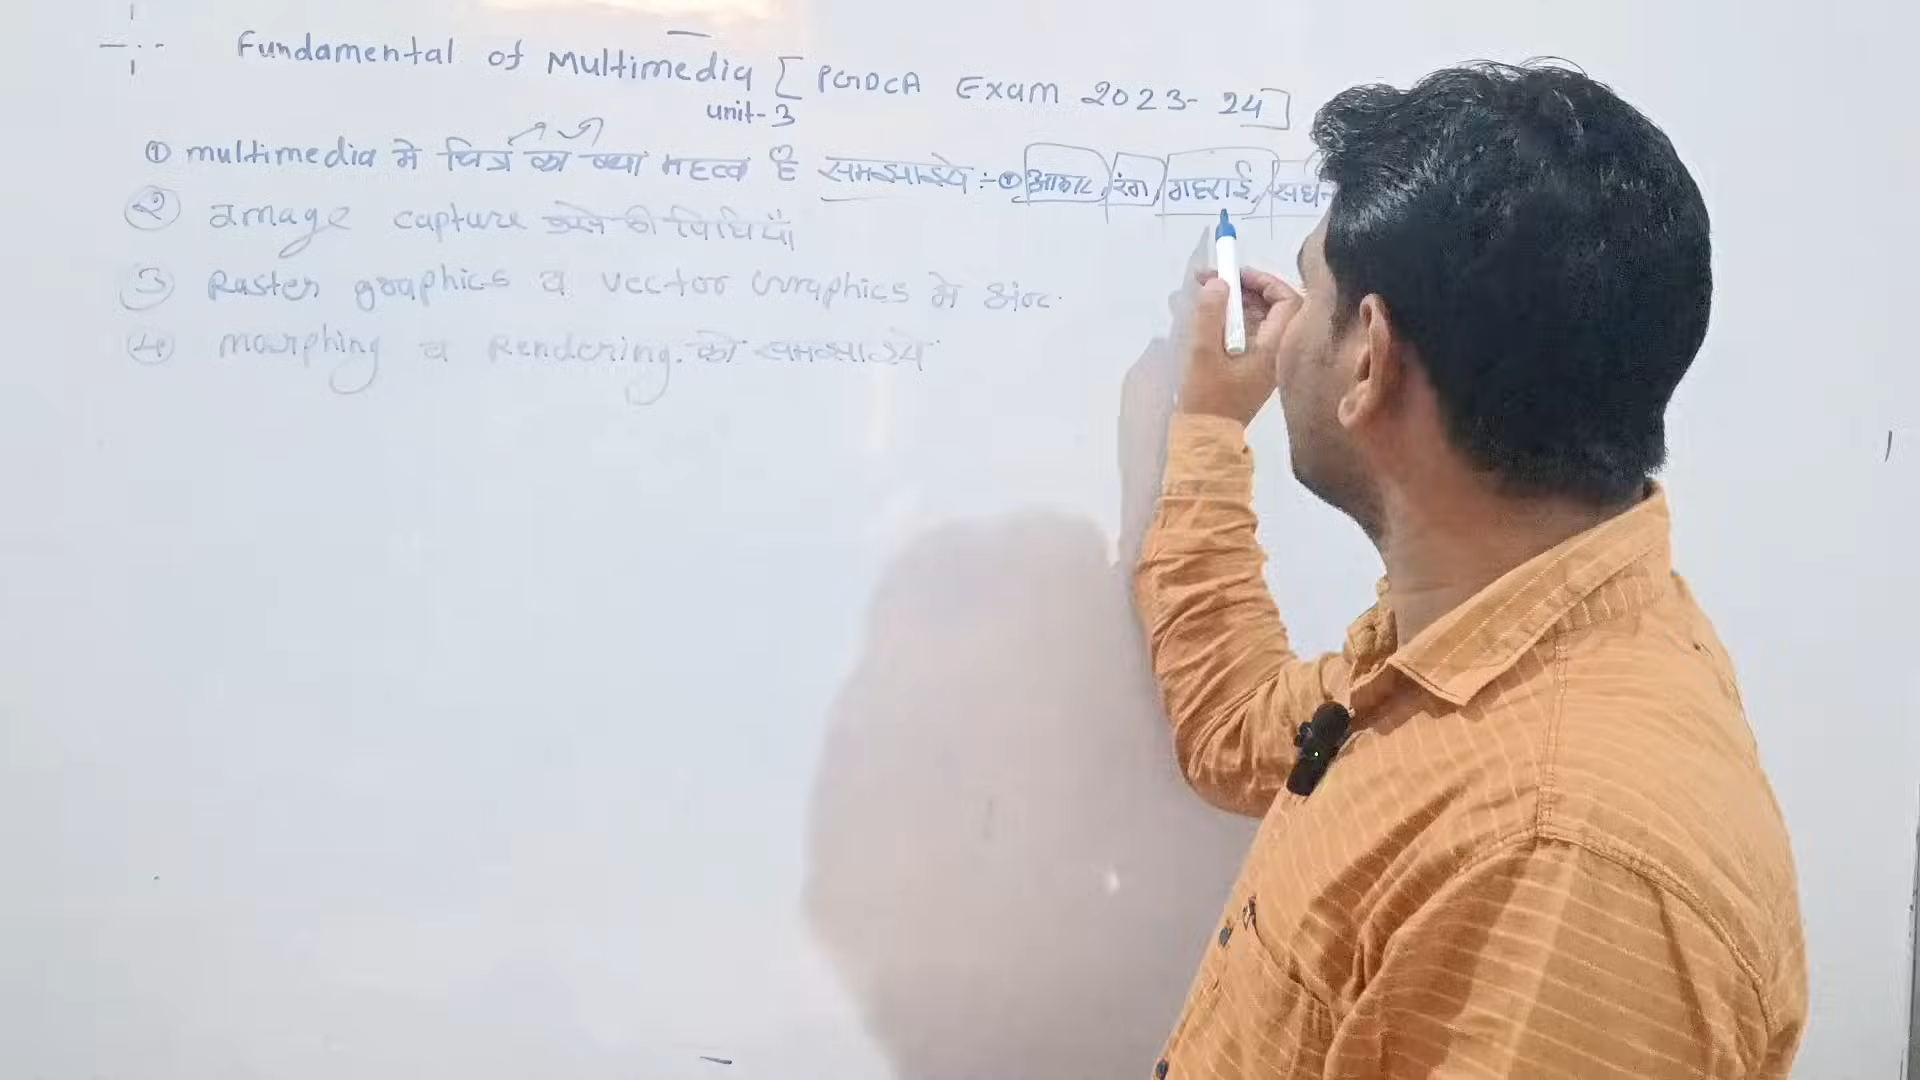 Fundamental of Multimedia [PGDCA Exam 2023-24]
unit-3
① multimedia मे चित्र का क्या महत्व है समझाइये :- ① आकार, रंग, गहराई,
② Image capture करने की विधियाँ
③ Raster graphics व vector Graphics मे अंतर
④ morphing व Rendering. को समझाइये